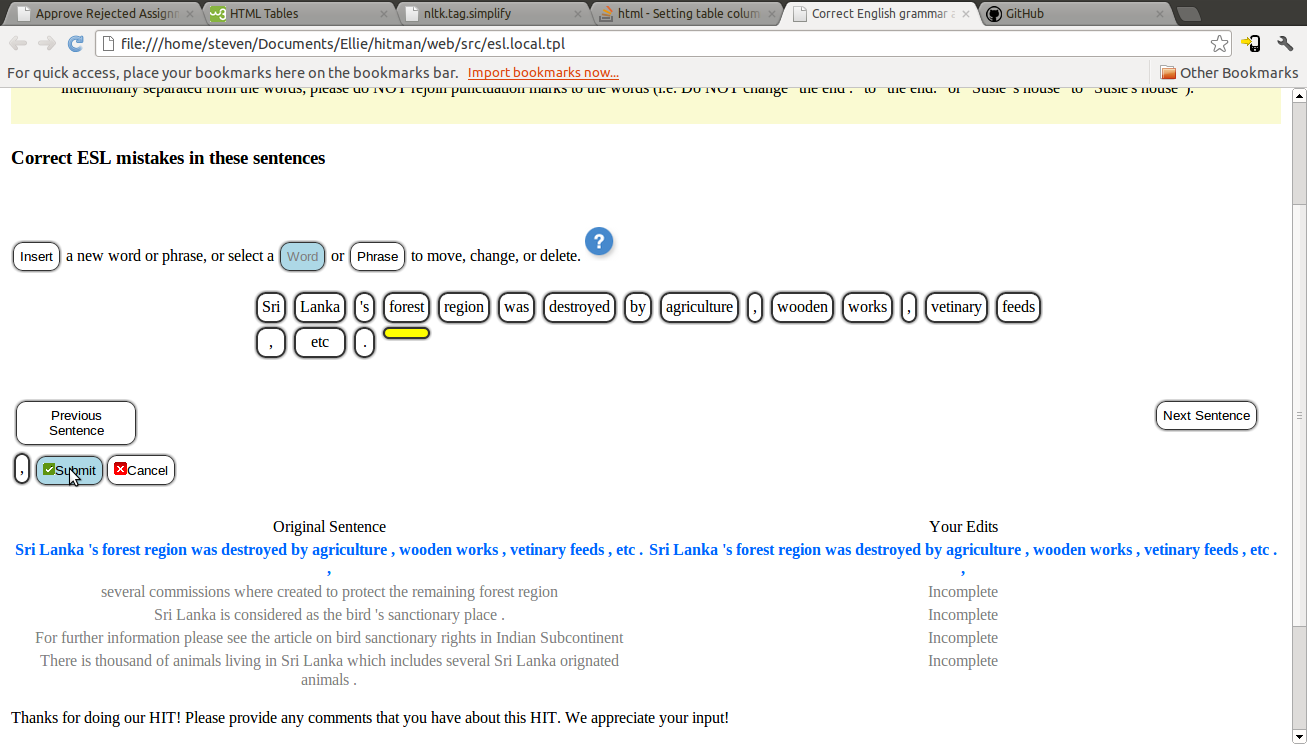 Approve Rejected Assignm
HTML Tables
nltk.tag.simplify
html - Setting table colum
Correct English grammar a
GitHub
file:///home/steven/Documents/Ellie/hitman/web/src/esl.local.tpl
For quick access, place your bookmarks here on the bookmarks bar. Import bookmarks now...
Other Bookmarks
intentionally separated from the words, please do NOT rejoin punctuation marks to the words (i.e. Do NOT change "the end ." to "the end." or "Susie 's house" to "Susie's house").
Correct ESL mistakes in these sentences
Insert a new word or phrase, or select a Word or Phrase to move, change, or delete. ?
Sri Lanka 's forest region was destroyed by agriculture , wooden works , vetinary feeds
, etc .
Previous Sentence
Next Sentence
, Submit Cancel
Original Sentence
Your Edits
Sri Lanka 's forest region was destroyed by agriculture , wooden works , vetinary feeds , etc .
,
Sri Lanka 's forest region was destroyed by agriculture , wooden works , vetinary feeds , etc .
,
several commissions where created to protect the remaining forest region
Incomplete
Sri Lanka is considered as the bird 's sanctionary place .
Incomplete
For further information please see the article on bird sanctionary rights in Indian Subcontinent
Incomplete
There is thousand of animals living in Sri Lanka which includes several Sri Lanka orignated
animals .
Incomplete
Thanks for doing our HIT! Please provide any comments that you have about this HIT. We appreciate your input!